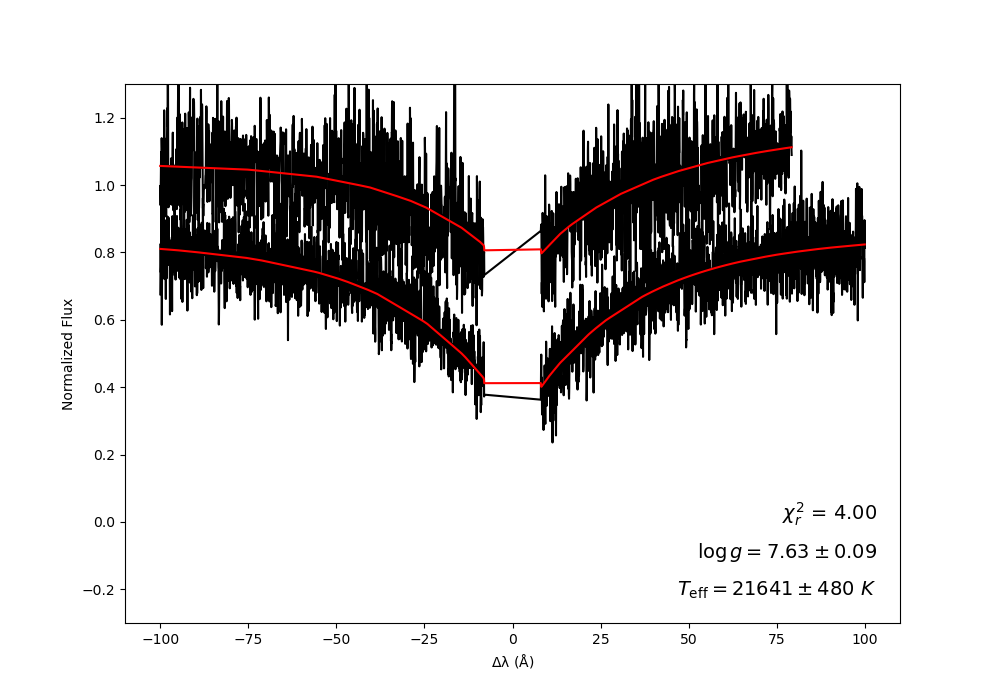 1.2
1.0
0.8
0.6
0.4
0.2
0.0
−0.2
Normalized Flux
−100 −75 −50 −25 0 25 50 75 100
Δλ (Å)
χ²ᵣ = 4.00
log g = 7.63 ± 0.09
T_eff = 21641 ± 480 K